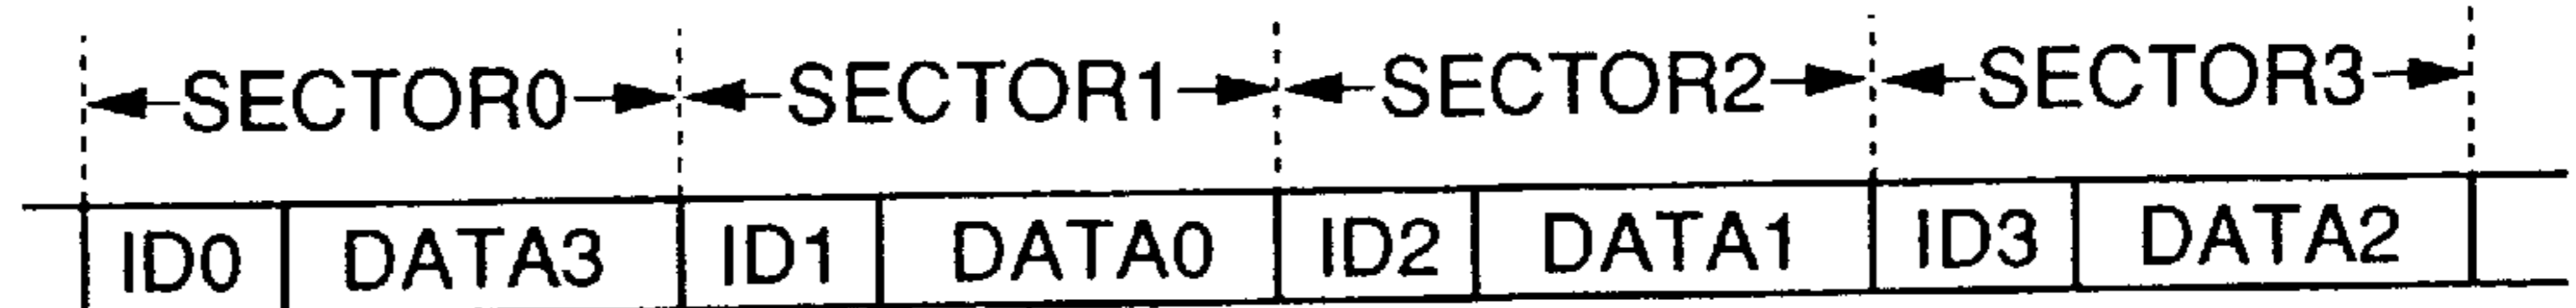 SECTOR0 SECTOR1 SECTOR2 SECTOR3
ID0 DATA3 ID1 DATA0 ID2 DATA1 ID3 DATA2